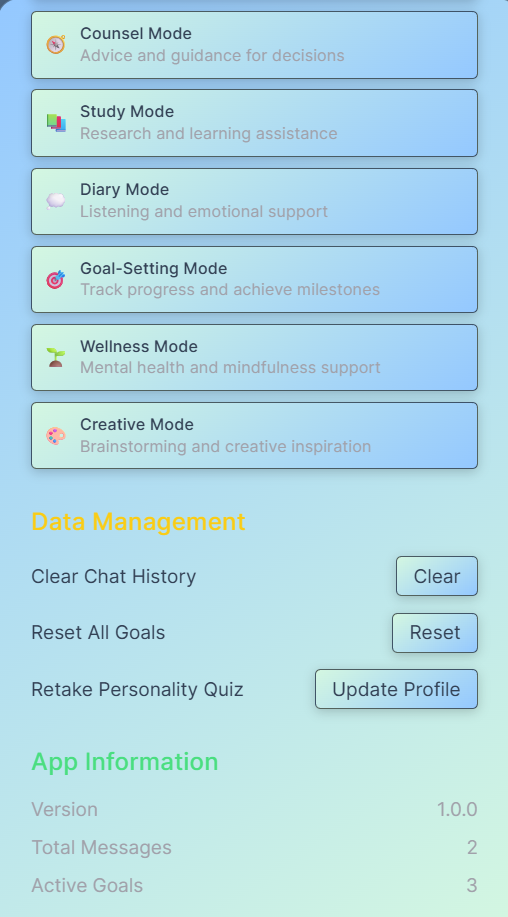 Counsel Mode
Advice and guidance for decisions
Study Mode
Research and learning assistance
Diary Mode
Listening and emotional support
Goal-Setting Mode
Track progress and achieve milestones
Wellness Mode
Mental health and mindfulness support
Creative Mode
Brainstorming and creative inspiration
Data Management
Clear Chat History Clear
Reset All Goals Reset
Retake Personality Quiz Update Profile
App Information
Version 1.0.0
Total Messages 2
Active Goals 3